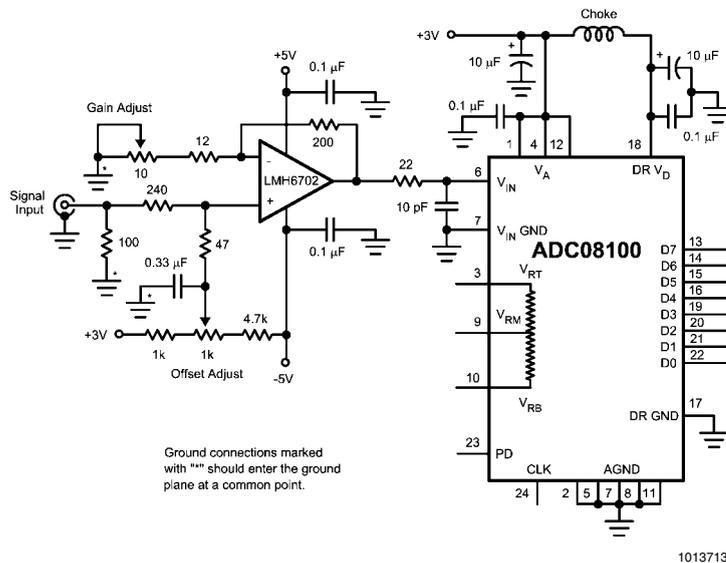 +3V
Choke
10 µF
+
+
10 µF
+5V
0.1 µF
0.1 µF
0.1 µF
Gain Adjust
200
1
4
12
18
12
10
-
LMH6702
+
V_A
DR V_D
22
6
V_IN
Signal
Input
240
10 pF
7
V_IN GND
ADC08100
100
47
0.1 µF
0.33 µF
D7
13
D6
14
D5
15
D4
16
D3
19
D2
20
D1
21
D0
22
3
V_RT
9
V_RM
10
V_RB
+3V
1k
1k
4.7k
Offset Adjust
-5V
*
*
*
DR GND
17
23
PD
CLK
AGND
24
2
5
7
8
11
Ground connections marked
with "*" should enter the ground
plane at a common point.
1013713